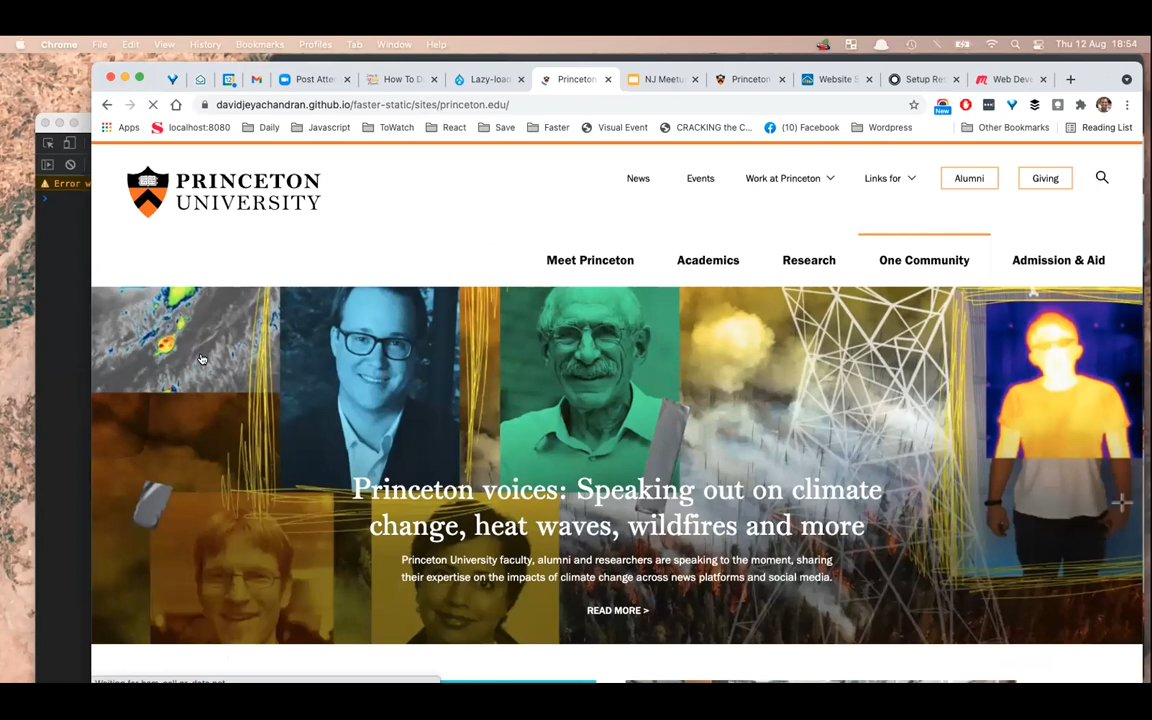 Chrome File Edit View History Bookmarks Profiles Tab Window Help Thu 12 Aug 18:54
Post Atten How To D Lazy-loa Princeton NJ Meetu Princeton Website S Setup Res Web Deve
davidjeyachandran.github.io/faster-static/sites/princeton.edu/
New
Apps localhost:8080 Daily Javascript ToWatch React Save Faster Visual Event CRACKING the C... (10) Facebook Wordpress Other Bookmarks Reading List
Error w
PRINCETON
UNIVERSITY
News Events Work at Princeton Links for Alumni Giving
Meet Princeton Academics Research One Community Admission & Aid
Princeton voices: Speaking out on climate
change, heat waves, wildfires and more
Princeton University faculty, alumni and researchers are speaking to the moment, sharing
their expertise on the impacts of climate change across news platforms and social media.
READ MORE >